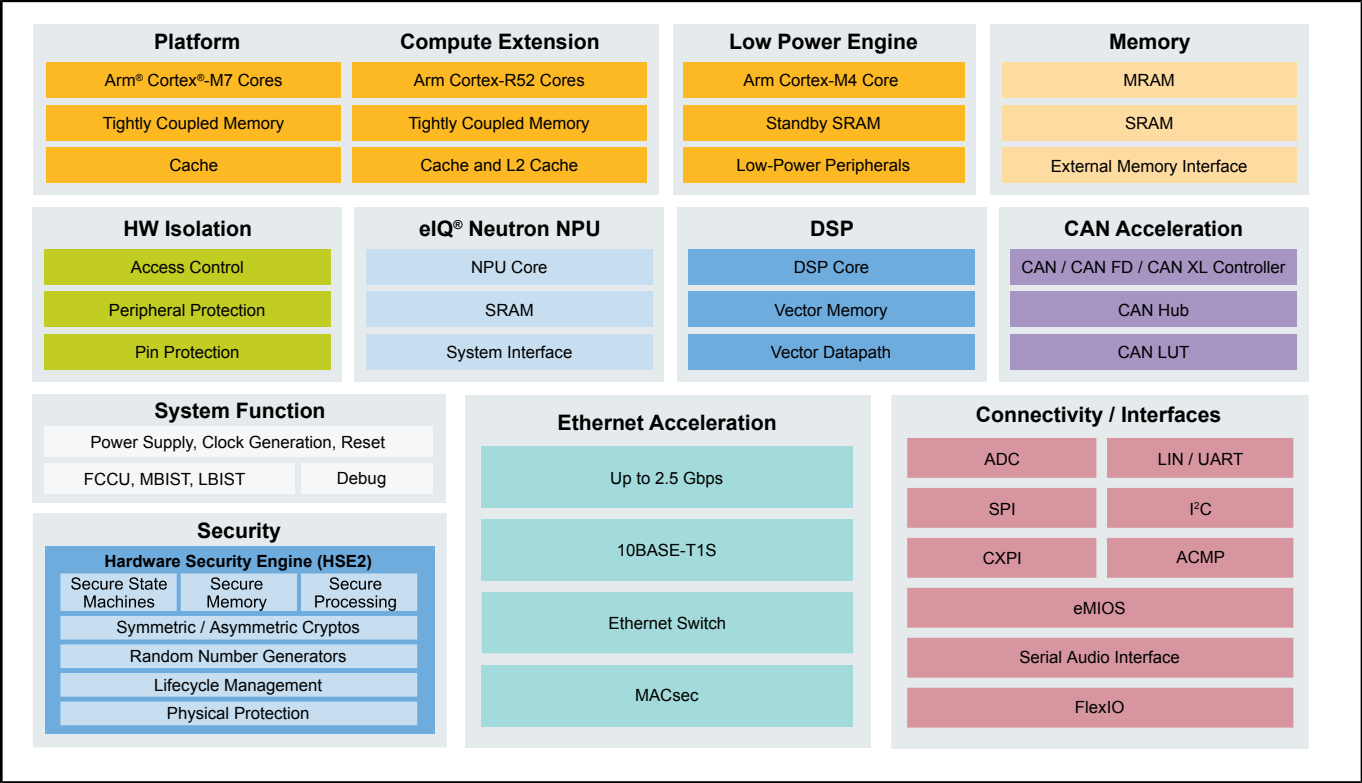 Platform
Arm® Cortex®-M7 Cores
Tightly Coupled Memory
Cache
Compute Extension
Arm Cortex-R52 Cores
Tightly Coupled Memory
Cache and L2 Cache
Low Power Engine
Arm Cortex-M4 Core
Standby SRAM
Low-Power Peripherals
Memory
MRAM
SRAM
External Memory Interface
HW Isolation
Access Control
Peripheral Protection
Pin Protection
eIQ® Neutron NPU
NPU Core
SRAM
System Interface
DSP
DSP Core
Vector Memory
Vector Datapath
CAN Acceleration
CAN / CAN FD / CAN XL Controller
CAN Hub
CAN LUT
System Function
Power Supply, Clock Generation, Reset
FCCU, MBIST, LBIST
Debug
Security
Hardware Security Engine (HSE2)
Secure State
Machines
Secure
Memory
Secure
Processing
Symmetric / Asymmetric Cryptos
Random Number Generators
Lifecycle Management
Physical Protection
Ethernet Acceleration
Up to 2.5 Gbps
10BASE-T1S
Ethernet Switch
MACsec
Connectivity / Interfaces
ADC
LIN / UART
SPI
I²C
CXPI
ACMP
eMIOS
Serial Audio Interface
FlexIO